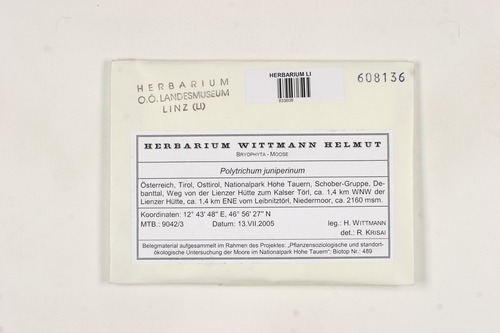 HERBARIUM
O.Ö. LANDESMUSEUM
LINZ (LI)
HERBARIUM LI
608136
HERBARIUM WITTMANN HELMUT
BRYOPHYTA - MOOSE
Polytrichum juniperinum
Österreich, Tirol, Osttirol, Nationalpark Hohe Tauern, Schober-Gruppe, De-
banttal, Weg von der Lienzer Hütte zum Kalser Törl, ca. 1,4 km WNW der
Lienzer Hütte, ca. 1,4 km ENE vom Leibnitztörl, Niedermoor, ca. 2160 msm.
Koordinaten: 12° 43' 48" E, 46° 56' 27" N leg.: H. WITTMANN
MTB.: 9042/3 Datum: 13.VII.2005 det.: R. KRISAI
Belegmaterial aufgesammelt im Rahmen des Projektes: „Pflanzensoziologische und standort-
ökologische Untersuchung der Moore im Nationalpark Hohe Tauern"; Biotop Nr.: 489